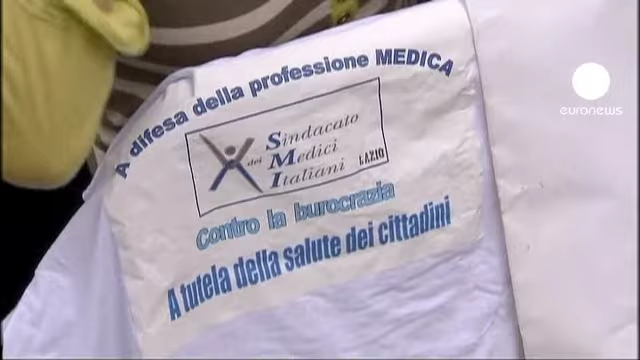 A difesa della professione MEDICA
Sindacato
dei Medici
Italiani LAZIO
Contro la burocrazia
A tutela della salute dei cittadini
euronews